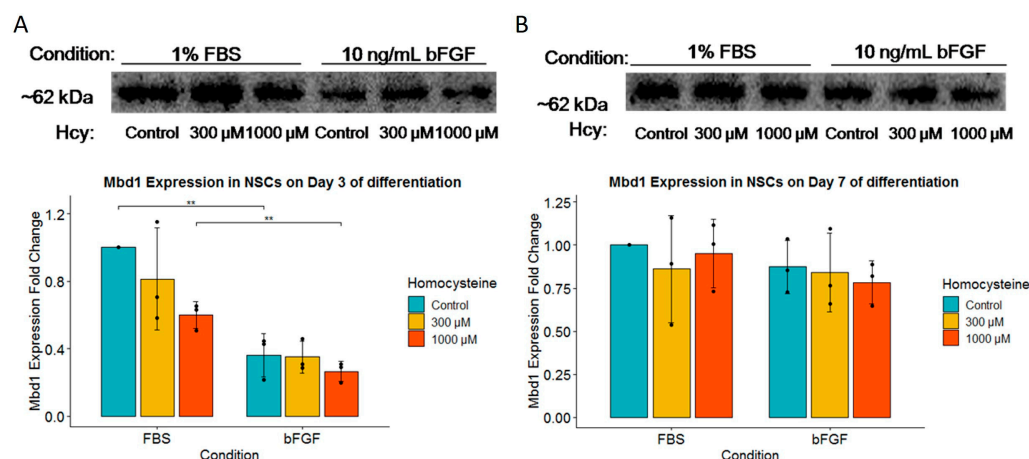 A
Condition: 1% FBS 10 ng/mL bFGF
~62 kDa
Hcy: Control 300 µM 1000 µM Control 300 µM 1000 µM
Mbd1 Expression in NSCs on Day 3 of differentiation
Mbd1 Expression Fold Change
1.2
0.8
0.4
0.0
** **
FBS bFGF
Condition
Homocysteine
Control
300 µM
1000 µM
B
Condition: 1% FBS 10 ng/mL bFGF
~62 kDa
Hcy: Control 300 µM 1000 µM Control 300 µM 1000 µM
Mbd1 Expression in NSCs on Day 7 of differentiation
Mbd1 Expression Fold Change
1.25
1.00
0.75
0.50
0.25
0.00
FBS bFGF
Condition
Homocysteine
Control
300 µM
1000 µM